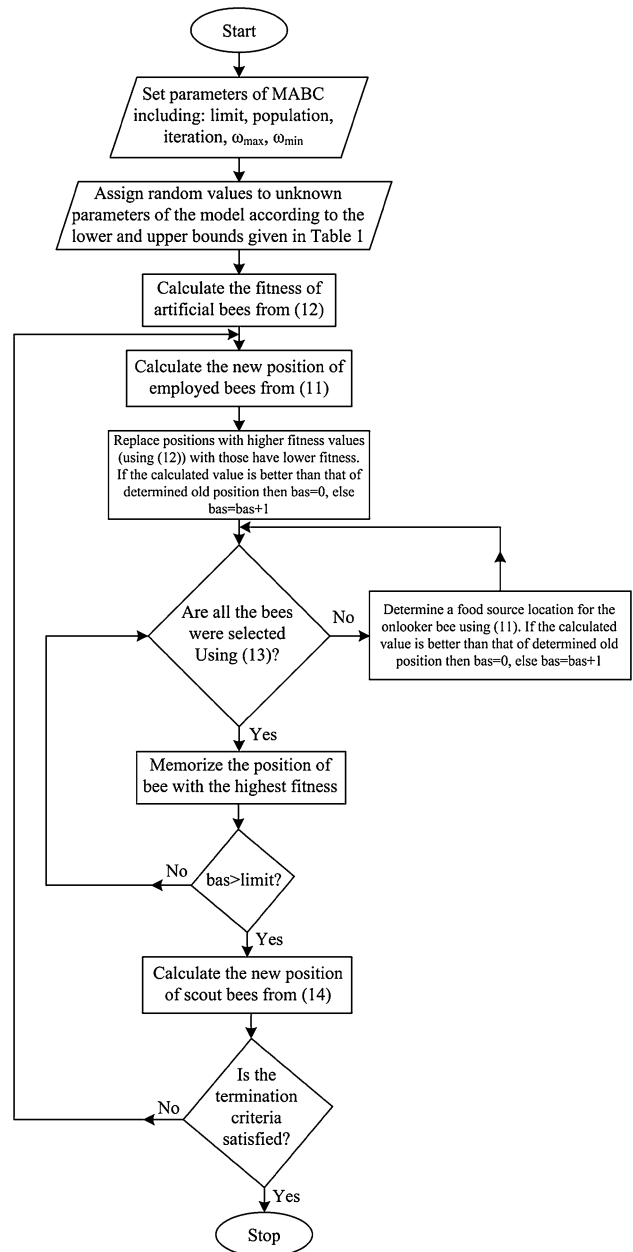 Start
Set parameters of MABC
including: limit, population,
iteration, ωmax, ωmin
Assign random values to unknown
parameters of the model according to the
lower and upper bounds given in Table 1
Calculate the fitness of
artificial bees from (12)
Calculate the new position of
employed bees from (11)
Replace positions with higher fitness values
(using (12)) with those have lower fitness.
If the calculated value is better than that of
determined old position then bas=0, else
bas=bas+1
Are all the bees
were selected
Using (13)?
No
Determine a food source location for the
onlooker bee using (11). If the calculated
value is better than that of determined old
position then bas=0, else bas=bas+1
Yes
Memorize the position of
bee with the highest fitness
No
bas>limit?
Yes
Calculate the new position
of scout bees from (14)
Is the
termination
criteria
satisfied?
No
Yes
Stop